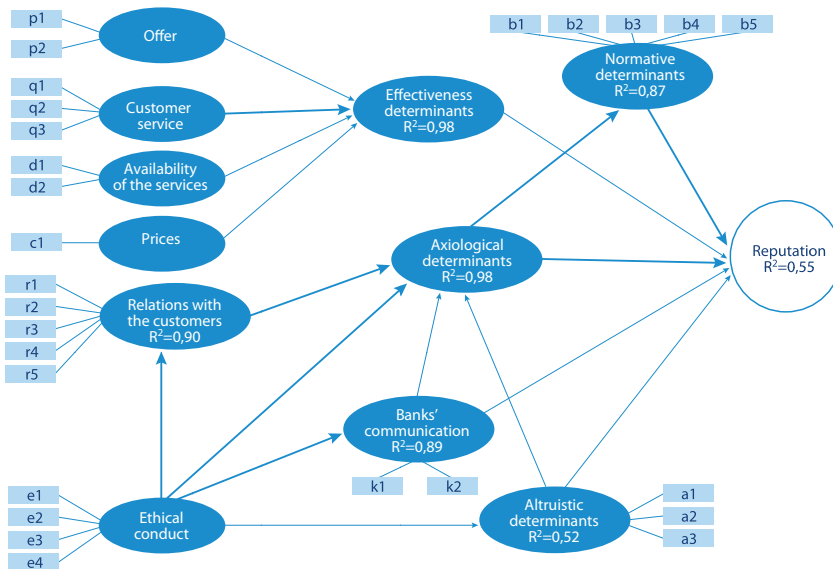 p1
p2
Offer
q1
q2
q3
Customer
service
d1
d2
Availability
of the services
c1
Prices
Effectiveness
determinants
R²=0,98
b1
b2
b3
b4
b5
Normative
determinants
R²=0,87
Axiological
determinants
R²=0,98
Reputation
R²=0,55
r1
r2
r3
r4
r5
Relations with
the customers
R²=0,90
Banks’
communication
R²=0,89
k1
k2
e1
e2
e3
e4
Ethical
conduct
Altruistic
determinants
R²=0,52
a1
a2
a3